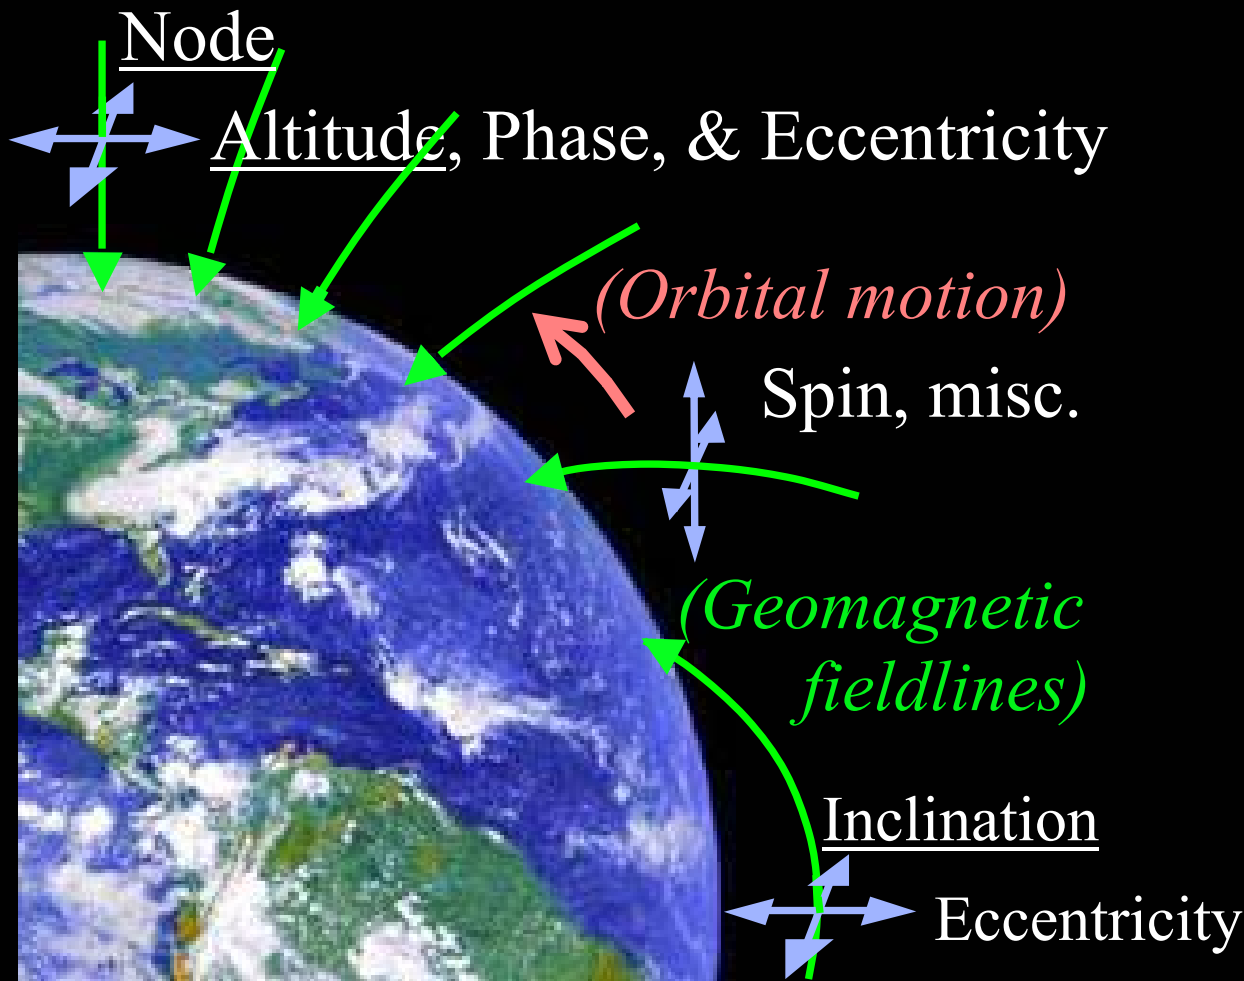 Node
Altitude, Phase, & Eccentricity
(Orbital motion)
Spin, misc.
(Geomagnetic
fieldlines)
Inclination
Eccentricity